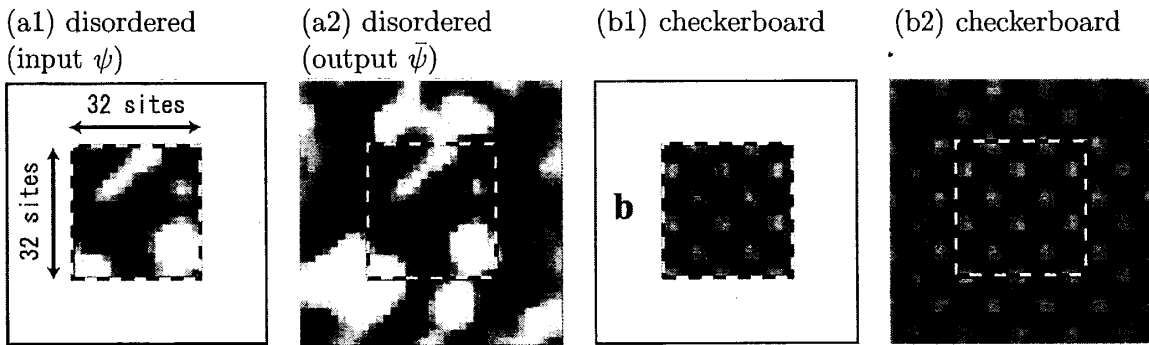 (a1) disordered
(input ψ)
(a2) disordered
(output ψ̄)
(b1) checkerboard
(b2) checkerboard
32 sites
32 sites
b